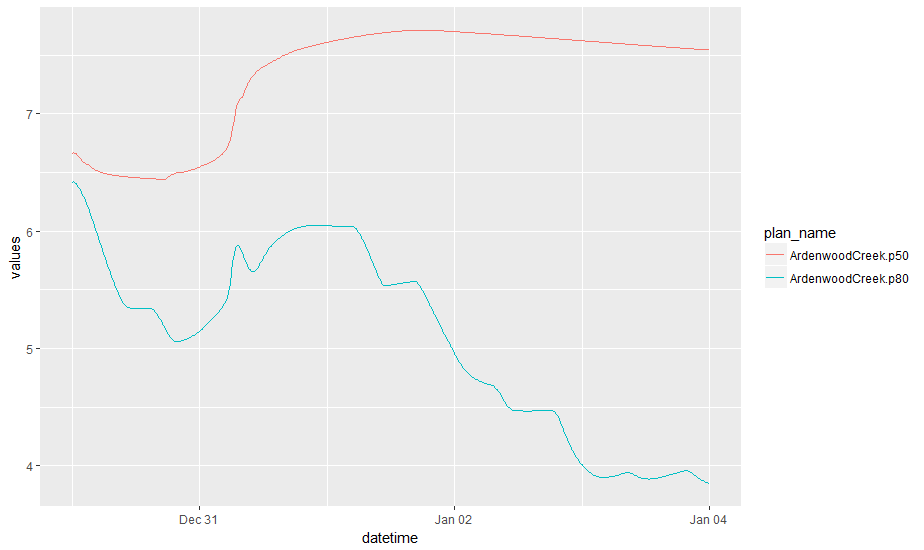 7
6
5
4
values
Dec 31
Jan 02
Jan 04
datetime
plan_name
ArdenwoodCreek.p50
ArdenwoodCreek.p80